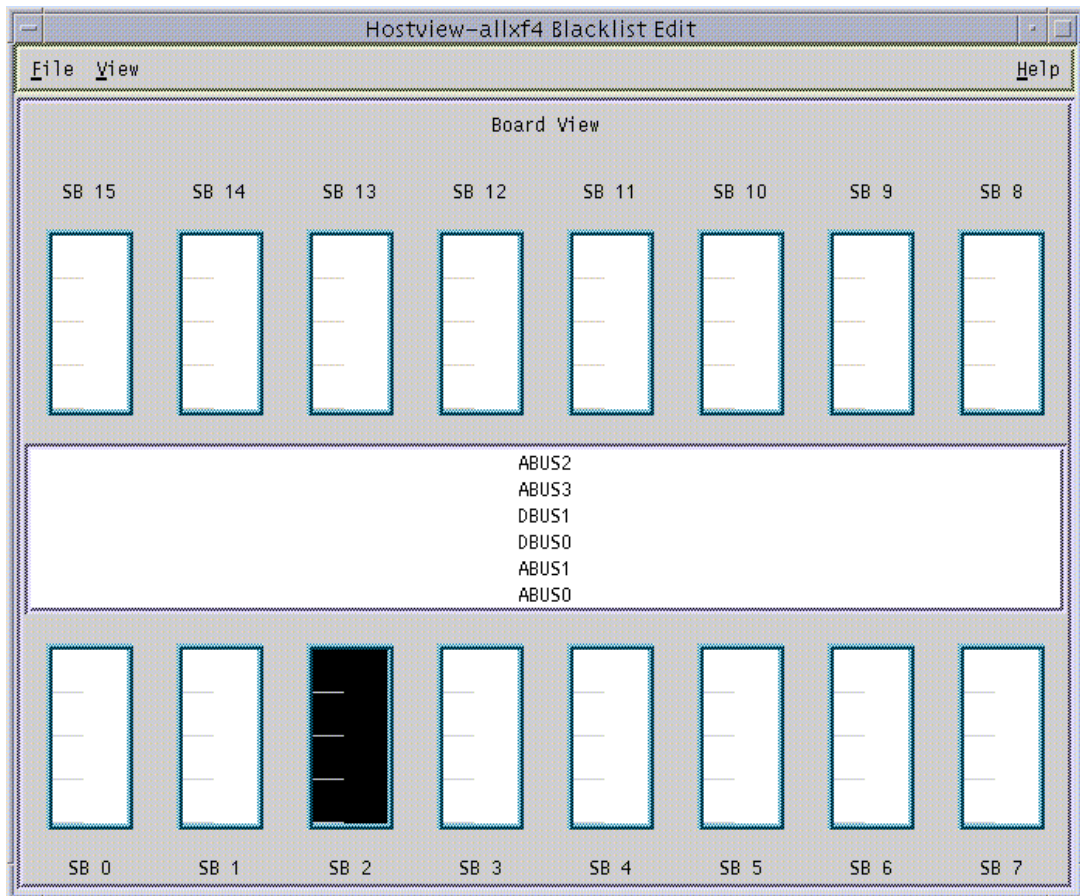 Hostview-allxf4 Blacklist Edit
File View Help
Board View
SB 15 SB 14 SB 13 SB 12 SB 11 SB 10 SB 9 SB 8
ABUS2
ABUS3
DBUS1
DBUS0
ABUS1
ABUS0
SB 0 SB 1 SB 2 SB 3 SB 4 SB 5 SB 6 SB 7